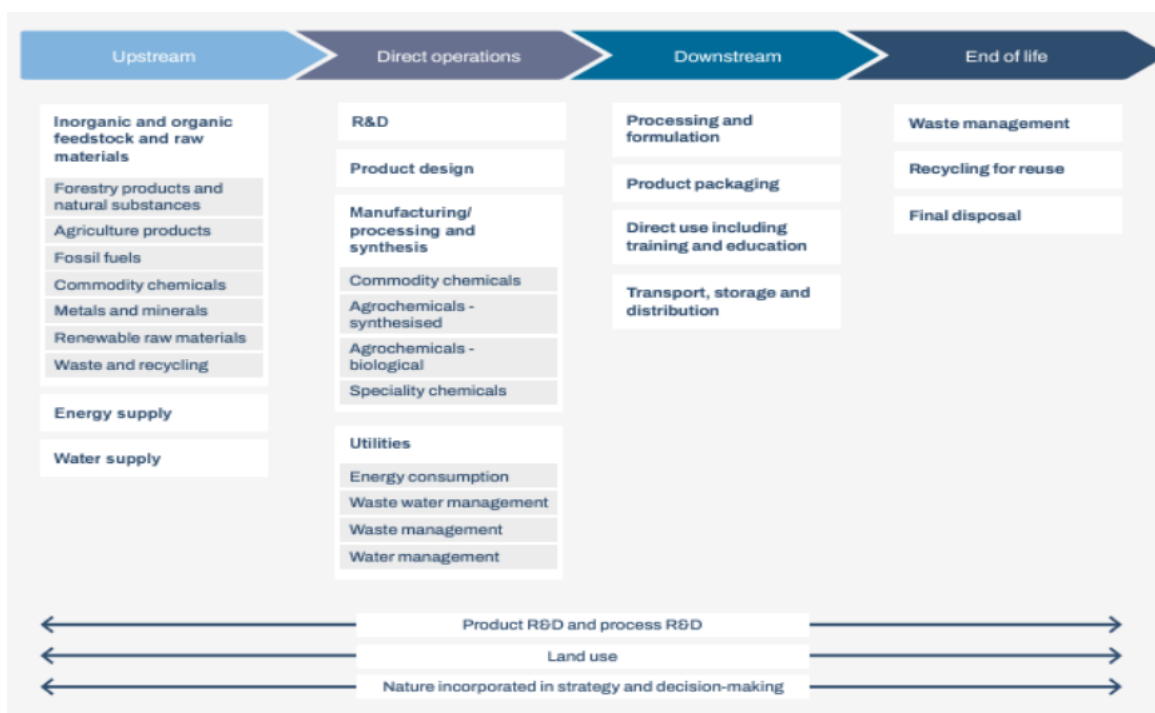 Upstream
Direct operations
Downstream
End of life
Inorganic and organic
feedstock and raw
materials
Forestry products and
natural substances
Agriculture products
Fossil fuels
Commodity chemicals
Metals and minerals
Renewable raw materials
Waste and recycling
Energy supply
Water supply
R&D
Product design
Manufacturing/
processing and
synthesis
Commodity chemicals
Agrochemicals -
synthesised
Agrochemicals -
biological
Speciality chemicals
Utilities
Energy consumption
Waste water management
Waste management
Water management
Processing and
formulation
Product packaging
Direct use including
training and education
Transport, storage and
distribution
Waste management
Recycling for reuse
Final disposal
Product R&D and process R&D
Land use
Nature incorporated in strategy and decision-making